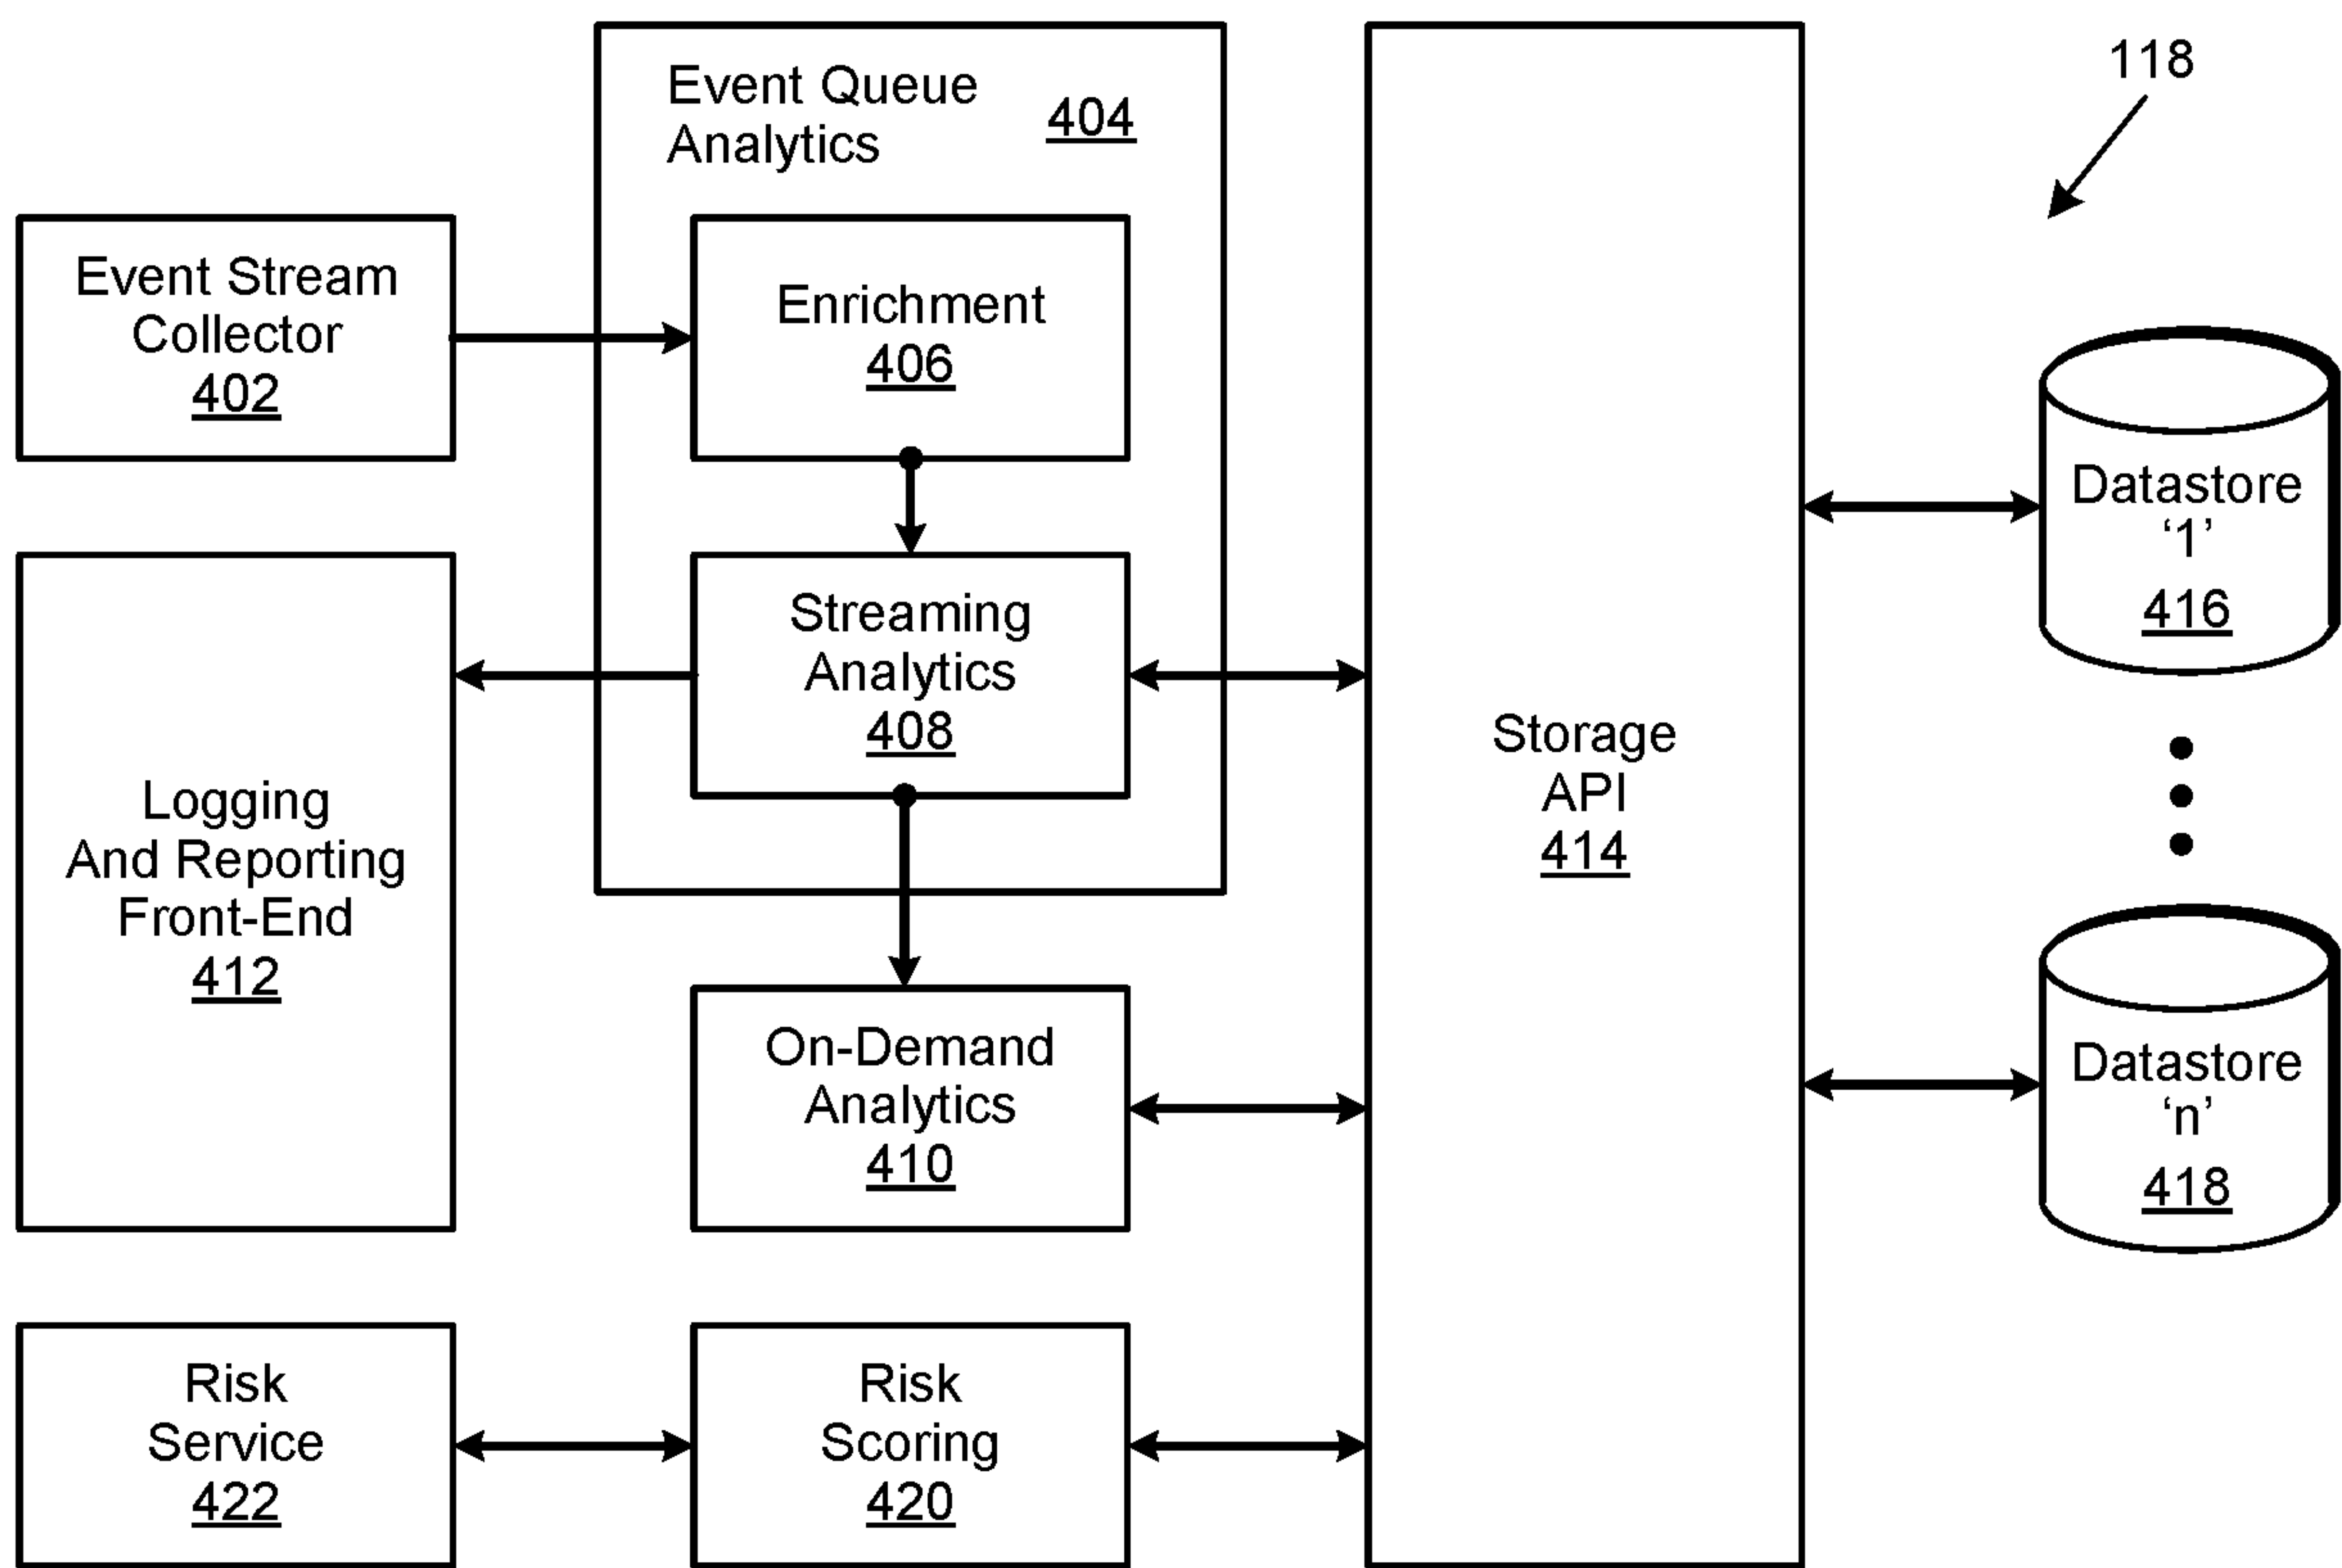 Event Queue
Analytics
404
118
Event Stream
Collector
402
Enrichment
406
Streaming
Analytics
408
Logging
And Reporting
Front-End
412
On-Demand
Analytics
410
Storage
API
414
Datastore
‘1’
416
Datastore
‘n’
418
Risk
Service
422
Risk
Scoring
420